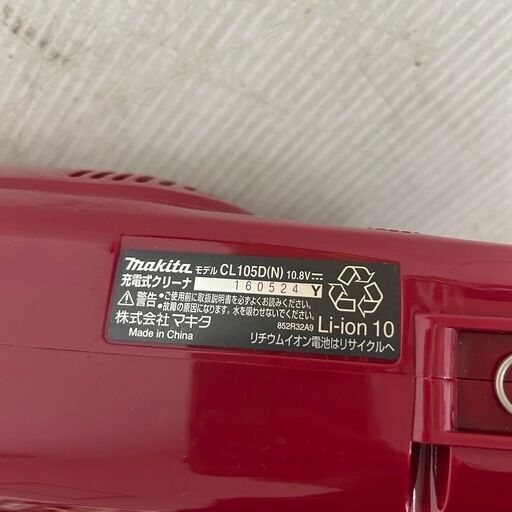 makita モデル CL105D(N) 10.8V
充電式クリーナ 160524 Y
警告 ●ご使用前に取扱説明書を必ずよくお読みください。
●故障の原因になります。水を吸わせないでください。
株式会社 マキタ 852R32A9
Made in China
Li-ion 10
リチウムイオン電池はリサイクルへ